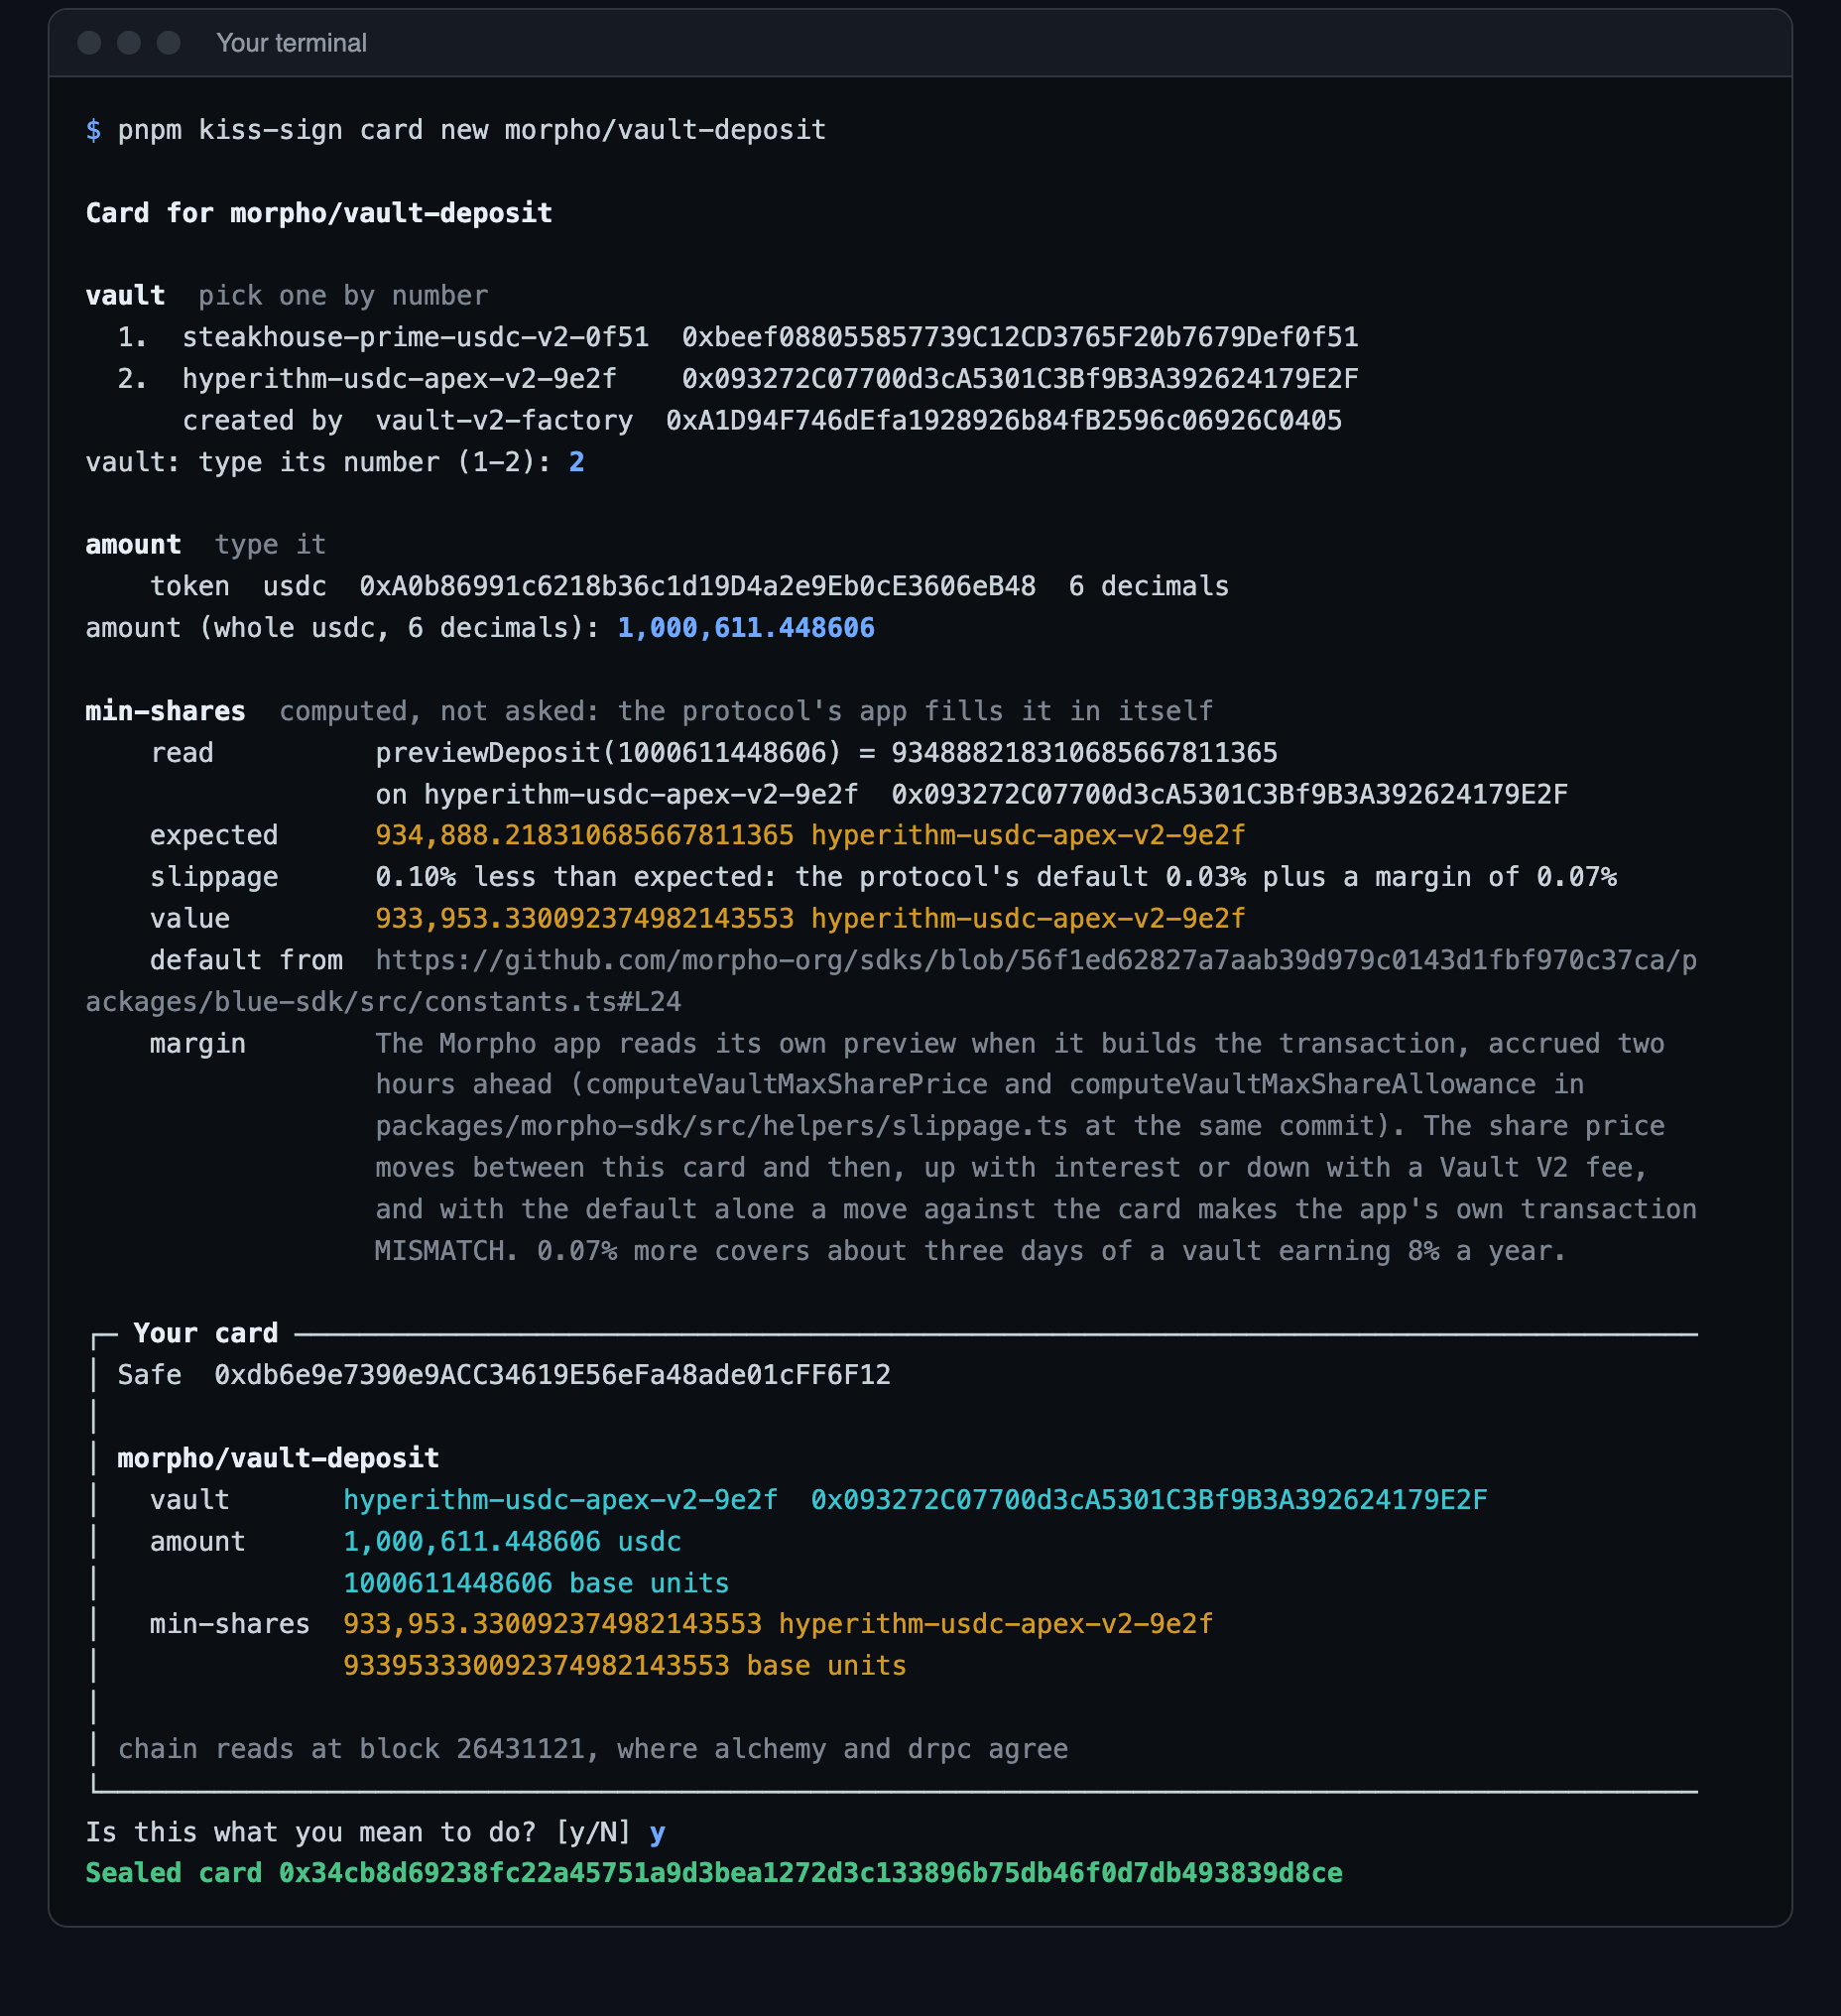 Your terminal
$ pnpm kiss-sign card new morpho/vault-deposit
Card for morpho/vault-deposit
vault  pick one by number
1.  steakhouse-prime-usdc-v2-0f51  0xbeef088055857739C12CD3765F20b7679Def0f51
2.  hyperithm-usdc-apex-v2-9e2f    0x093272C07700d3cA5301C3Bf9B3A392624179E2F
created by  vault-v2-factory  0xA1D94F746dEfa1928926b84fB2596c06926C0405
vault: type its number (1-2): 2
amount  type it
token  usdc  0xA0b86991c6218b36c1d19D4a2e9Eb0cE3606eB48  6 decimals
amount (whole usdc, 6 decimals): 1,000,611.448606
min-shares  computed, not asked: the protocol's app fills it in itself
read          previewDeposit(1000611448606) = 934888218310685667811365
on hyperithm-usdc-apex-v2-9e2f  0x093272C07700d3cA5301C3Bf9B3A392624179E2F
expected      934,888.218310685667811365 hyperithm-usdc-apex-v2-9e2f
slippage      0.10% less than expected: the protocol's default 0.03% plus a margin of 0.07%
value         933,953.330092374982143553 hyperithm-usdc-apex-v2-9e2f
default from  https://github.com/morpho-org/sdks/blob/56f1ed62827a7aab39d979c0143d1fbf970c37ca/p
ackages/blue-sdk/src/constants.ts#L24
margin        The Morpho app reads its own preview when it builds the transaction, accrued two
hours ahead (computeVaultMaxSharePrice and computeVaultMaxShareAllowance in
packages/morpho-sdk/src/helpers/slippage.ts at the same commit). The share price
moves between this card and then, up with interest or down with a Vault V2 fee,
and with the default alone a move against the card makes the app's own transaction
MISMATCH. 0.07% more covers about three days of a vault earning 8% a year.
Your card
Safe  0xdb6e9e7390e9ACC34619E56eFa48ade01cFF6F12
morpho/vault-deposit
vault       hyperithm-usdc-apex-v2-9e2f  0x093272C07700d3cA5301C3Bf9B3A392624179E2F
amount      1,000,611.448606 usdc
1000611448606 base units
min-shares  933,953.330092374982143553 hyperithm-usdc-apex-v2-9e2f
933953330092374982143553 base units
chain reads at block 26431121, where alchemy and drpc agree
Is this what you mean to do? [y/N] y
Sealed card 0x34cb8d69238fc22a45751a9d3bea1272d3c133896b75db46f0d7db493839d8ce